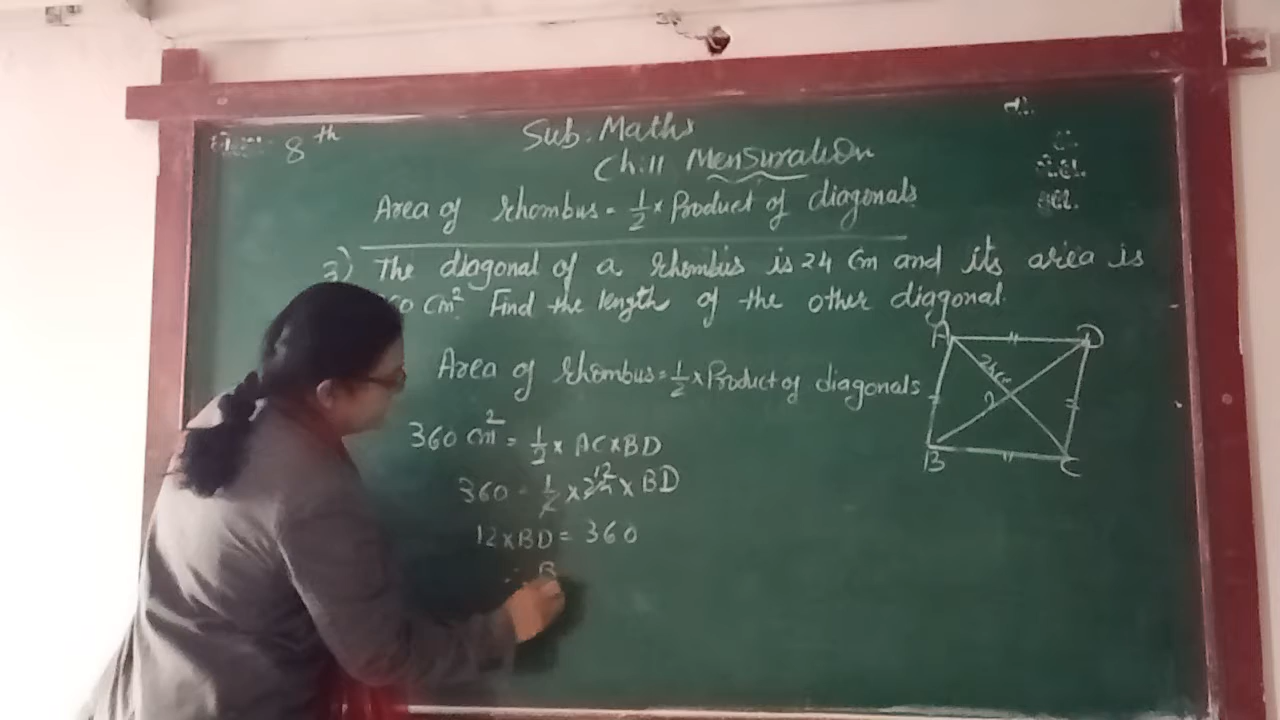 8th
Sub. Maths
Ch:11 Mensuration
Area of rhombus = 1/2 × Product of diagonals
3) The diagonal of a rhombus is 24 cm and its area is
60 cm². Find the length of the other diagonal.
Area of rhombus = 1/2 × Product of diagonals
360 cm² = 1/2 × AC × BD
360 = 1/2 × 24 12 × BD
12 × BD = 360
∴ B
A
D
24cm
?
B
C